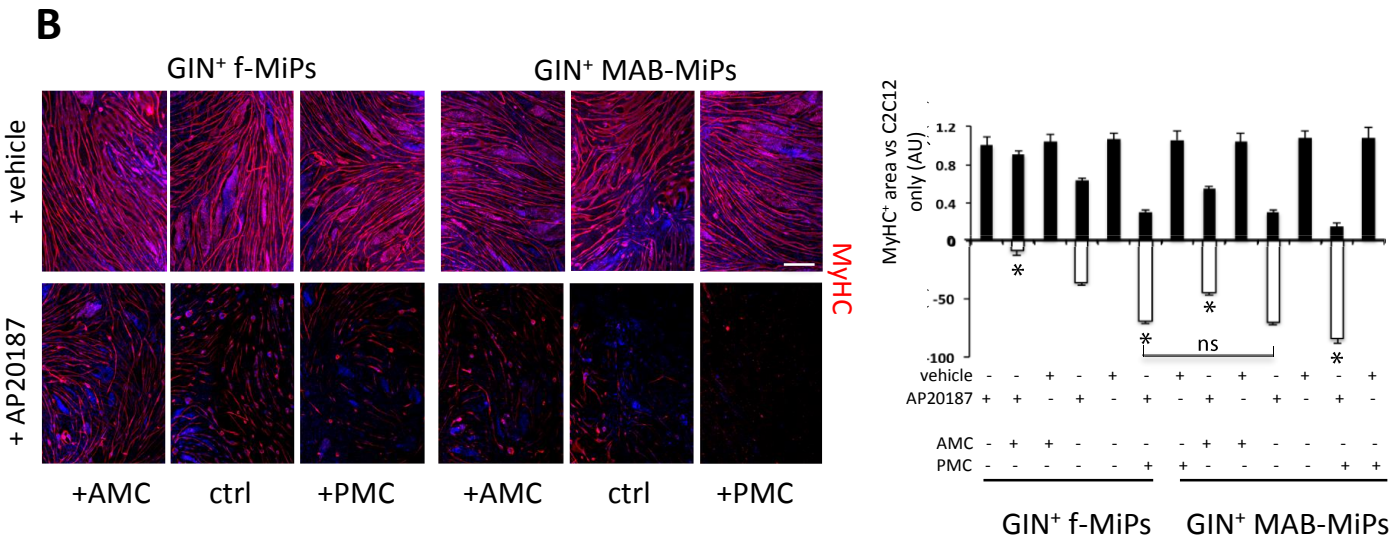 B
GIN⁺ f-MiPs
GIN⁺ MAB-MiPs
+ vehicle
+ AP20187
MyHC
+AMC
ctrl
+PMC
+AMC
ctrl
+PMC
MyHC⁺ area vs C2C12
only (AU)
1.2
0.8
0.4
0
-50
-100
*
*
*
*
ns
vehicle - - + - + - + - + - + - +
AP20187 + + - + - + - + - + - + -
AMC - + + - - - - + + - - - -
PMC - - - - - + + - - - - + +
GIN⁺ f-MiPs
GIN⁺ MAB-MiPs